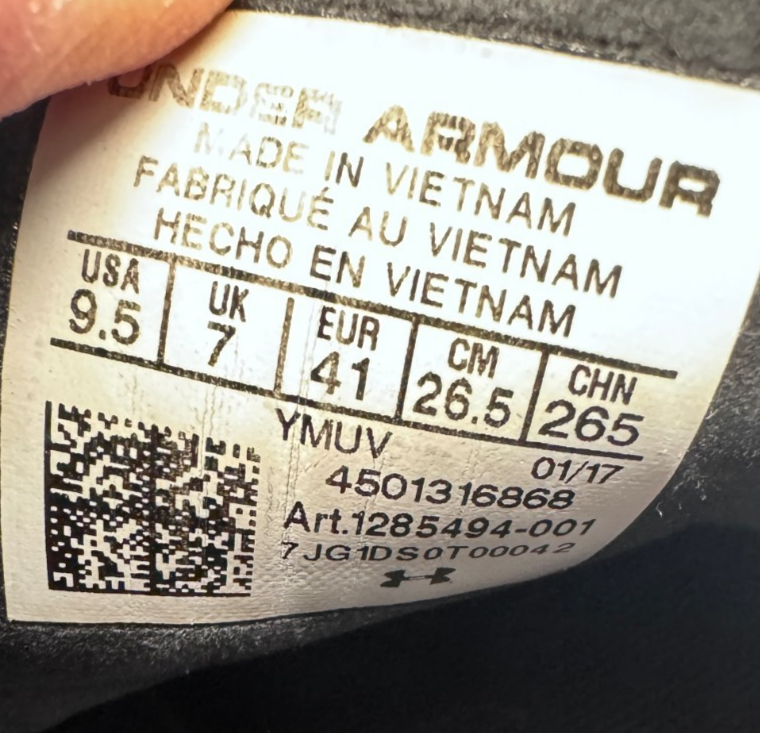 UNDER ARMOUR
MADE IN VIETNAM
FABRIQUÉ AU VIETNAM
HECHO EN VIETNAM
USA UK EUR CM CHN
9.5 7 41 26.5 265
YMUV 01/17
4501316868
Art.1285494-001
7JG1DS0T00042